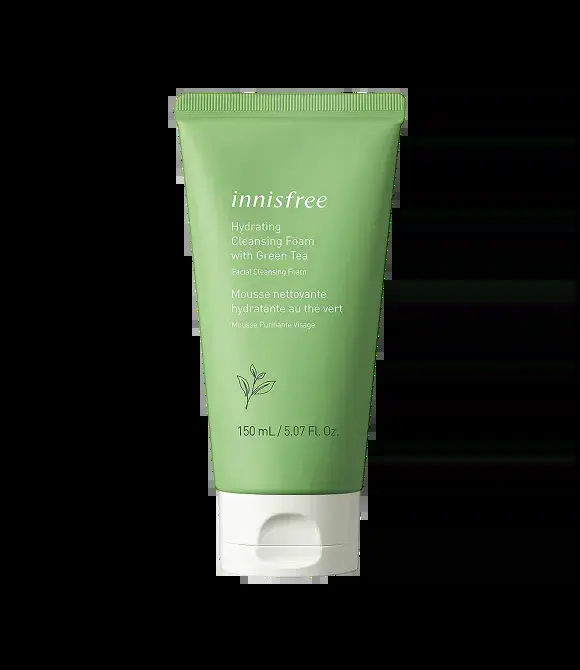 innisfree
Hydrating
Cleansing Foam
with Green Tea
Facial Cleansing Foam
Mousse nettoyante
hydratante au thé vert
Mousse Purifiante Visage
150 mL / 5.07 Fl. Oz.